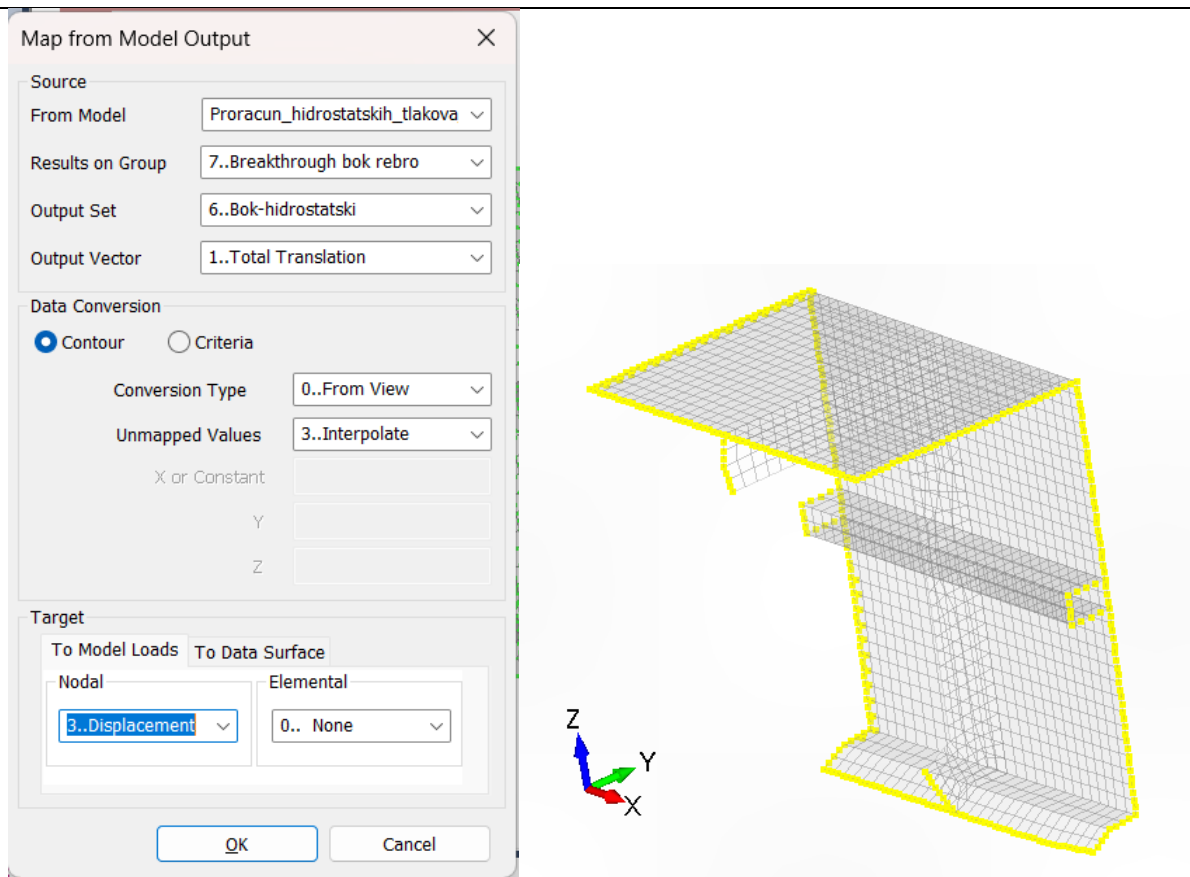 Map from Model Output
Source
From Model Proracun_hidrostatskih_tlakova
Results on Group 7..Breakthrough bok rebro
Output Set 6..Bok-hidrostatski
Output Vector 1..Total Translation
Data Conversion
Contour Criteria
Conversion Type 0..From View
Unmapped Values 3..Interpolate
X or Constant
Y
Z
Target
To Model Loads To Data Surface
Nodal Elemental
3..Displacement 0.. None
OK Cancel
Z
Y
X